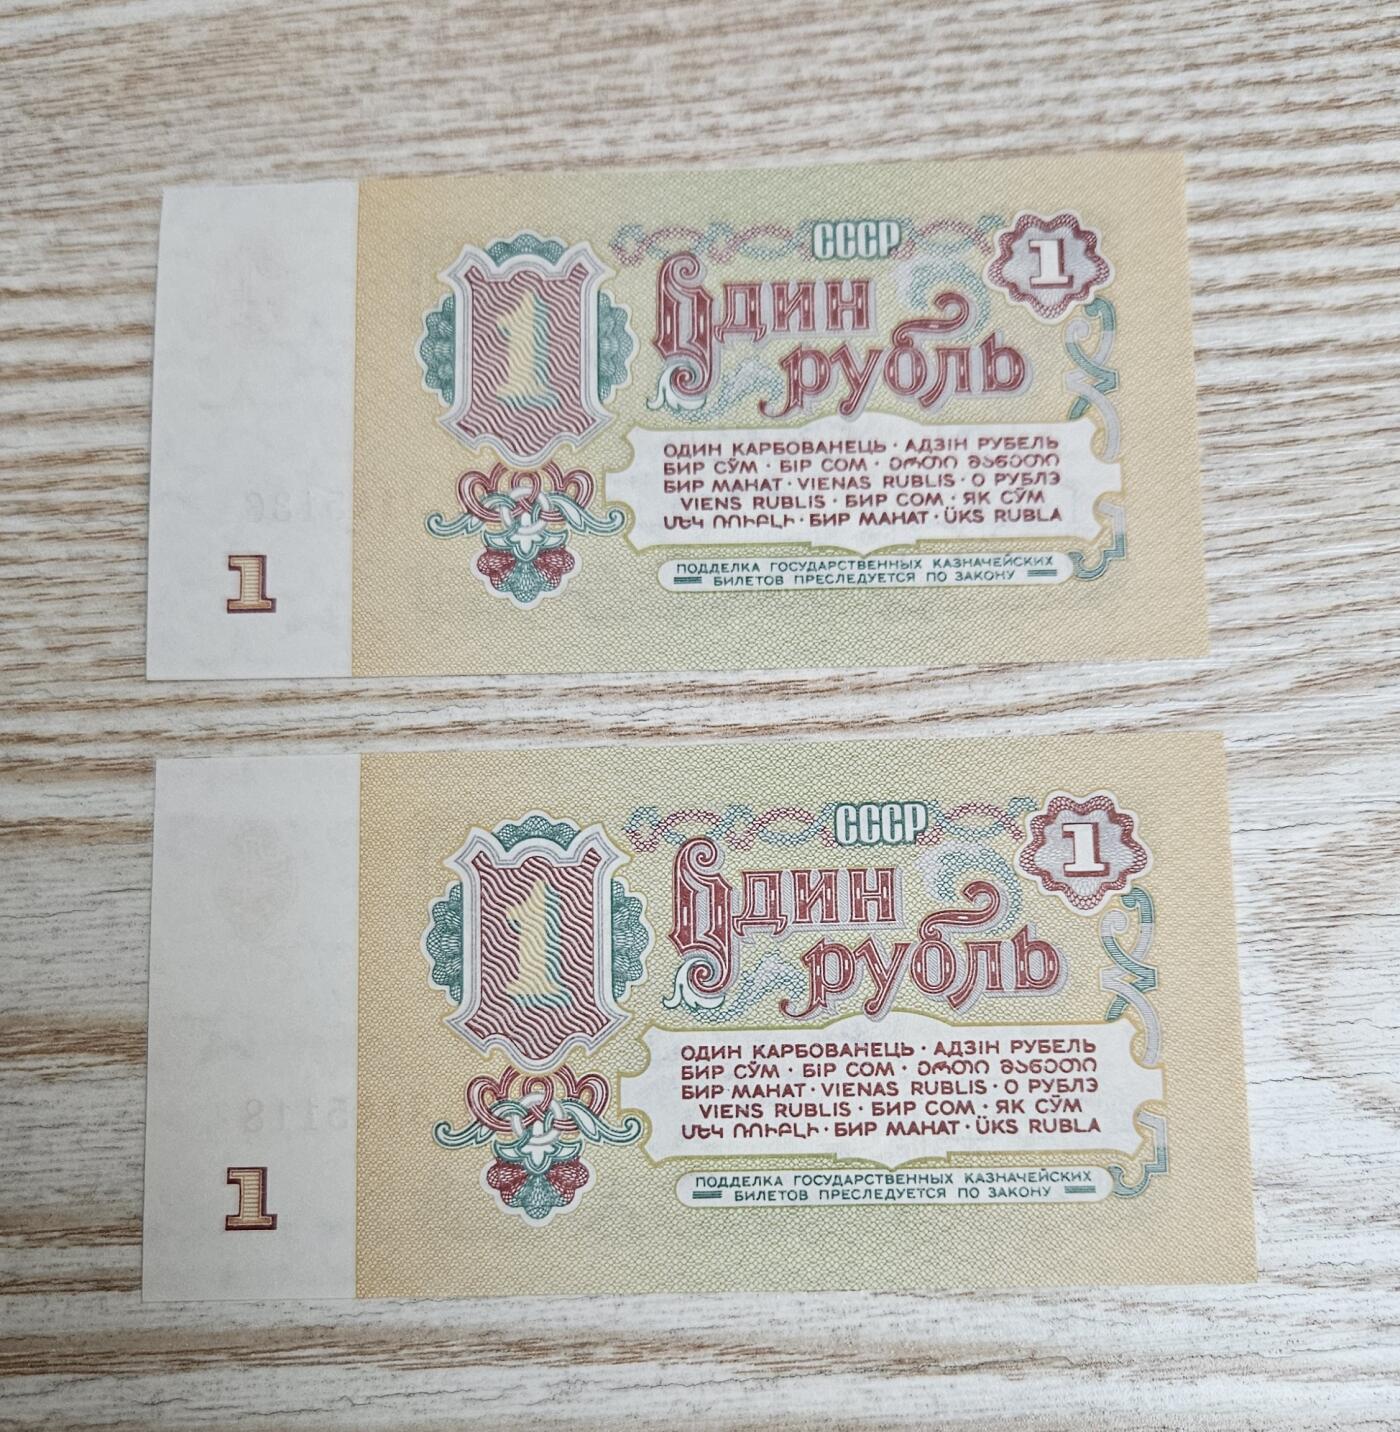 СССР
1
1
Один
рубль
ОДИН КАРБОВАНЕЦЬ · АДЗІН РУБЕЛЬ
БИР СЎМ · БІР СОМ · ᲔᲠᲗᲘ ᲛᲐᲜᲔᲗᲘ
БИР МАНАТ · VIENAS RUBLIS · О РУБЛЭ
VIENS RUBLIS · БИР СОМ · ЯК СӮМ
ՄԵԿ ՌՈՒԲԼԻ · БИР МАНАТ · ÜKS RUBLA
ПОДДЕЛКА ГОСУДАРСТВЕННЫХ КАЗНАЧЕЙСКИХ
БИЛЕТОВ ПРЕСЛЕДУЕТСЯ ПО ЗАКОНУ
1
СССР
1
1
Один
рубль
ОДИН КАРБОВАНЕЦЬ · АДЗІН РУБЕЛЬ
БИР СЎМ · БІР СОМ · ᲔᲠᲗᲘ ᲛᲐᲜᲔᲗᲘ
БИР МАНАТ · VIENAS RUBLIS · О РУБЛЭ
VIENS RUBLIS · БИР СОМ · ЯК СӮМ
ՄԵԿ ՌՈՒԲԼԻ · БИР МАНАТ · ÜKS RUBLA
ПОДДЕЛКА ГОСУДАРСТВЕННЫХ КАЗНАЧЕЙСКИХ
БИЛЕТОВ ПРЕСЛЕДУЕТСЯ ПО ЗАКОНУ
1